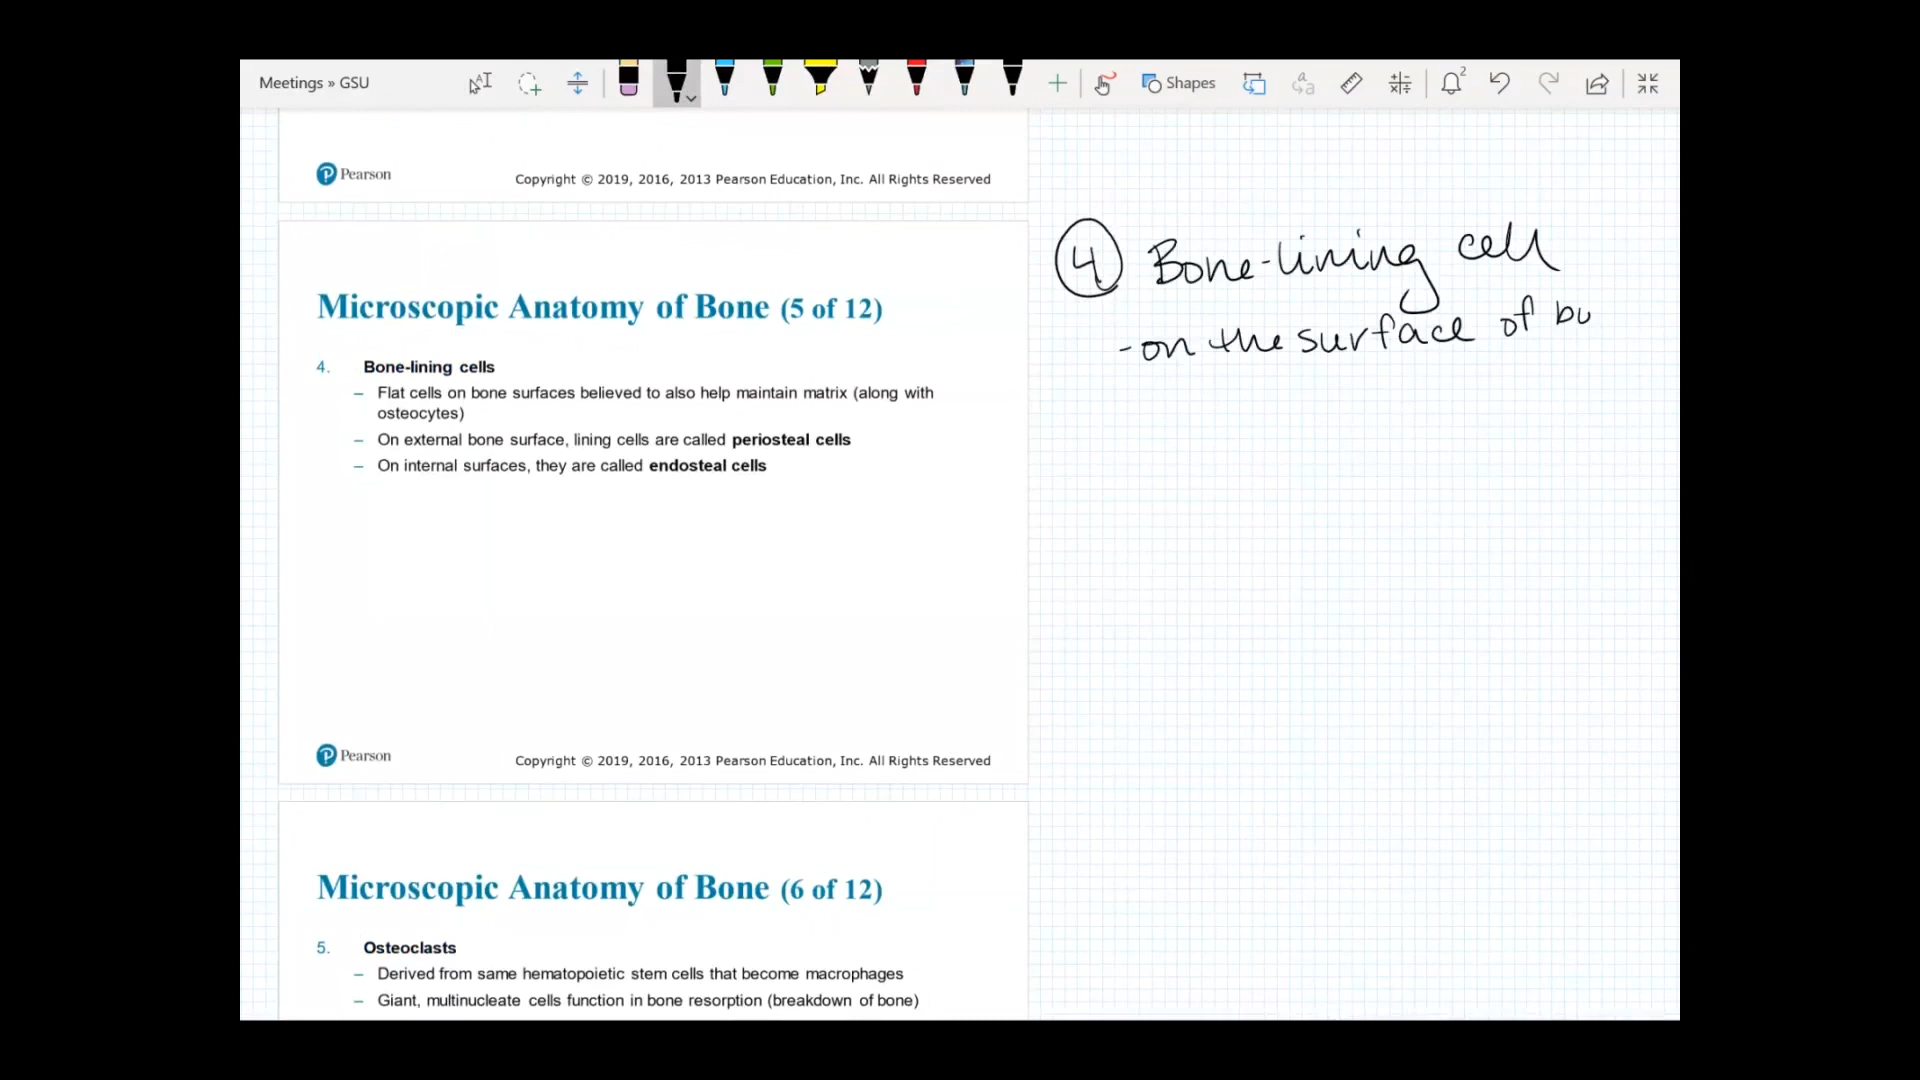 Meetings » GSU
Shapes
2
Pearson
Copyright © 2019, 2016, 2013 Pearson Education, Inc. All Rights Reserved
Microscopic Anatomy of Bone (5 of 12)
4. Bone-lining cells
– Flat cells on bone surfaces believed to also help maintain matrix (along with
osteocytes)
– On external bone surface, lining cells are called periosteal cells
– On internal surfaces, they are called endosteal cells
Pearson
Copyright © 2019, 2016, 2013 Pearson Education, Inc. All Rights Reserved
Microscopic Anatomy of Bone (6 of 12)
5. Osteoclasts
– Derived from same hematopoietic stem cells that become macrophages
– Giant, multinucleate cells function in bone resorption (breakdown of bone)
4 Bone-lining cell
- on the surface of bo